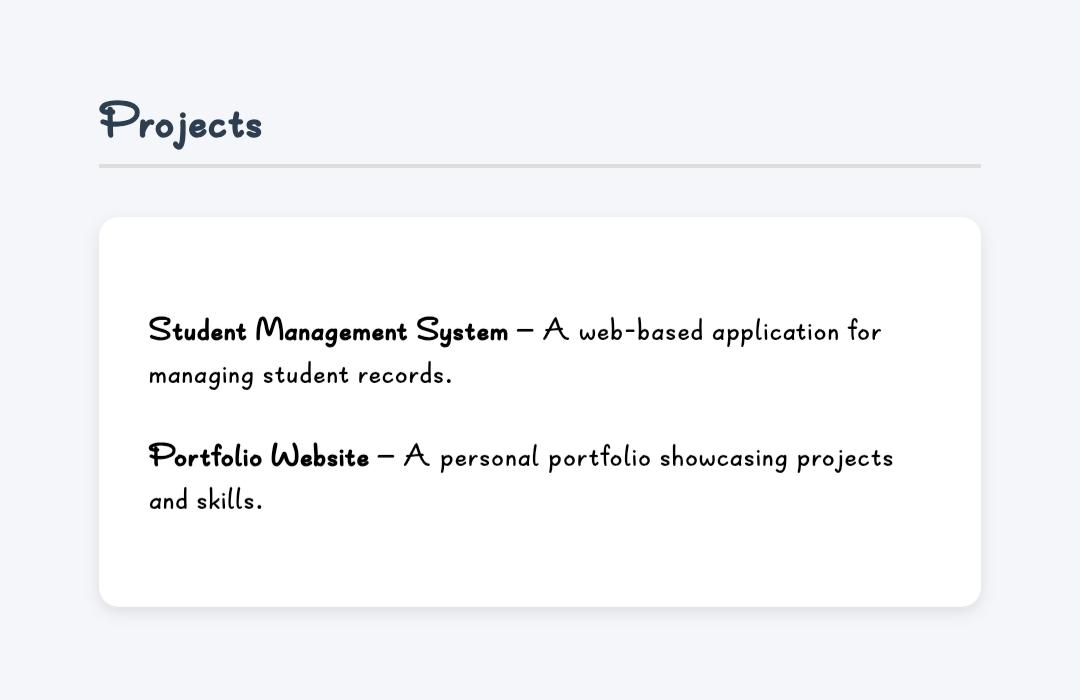 Projects
Student Management System – A web-based application for
managing student records.
Portfolio Website – A personal portfolio showcasing projects
and skills.